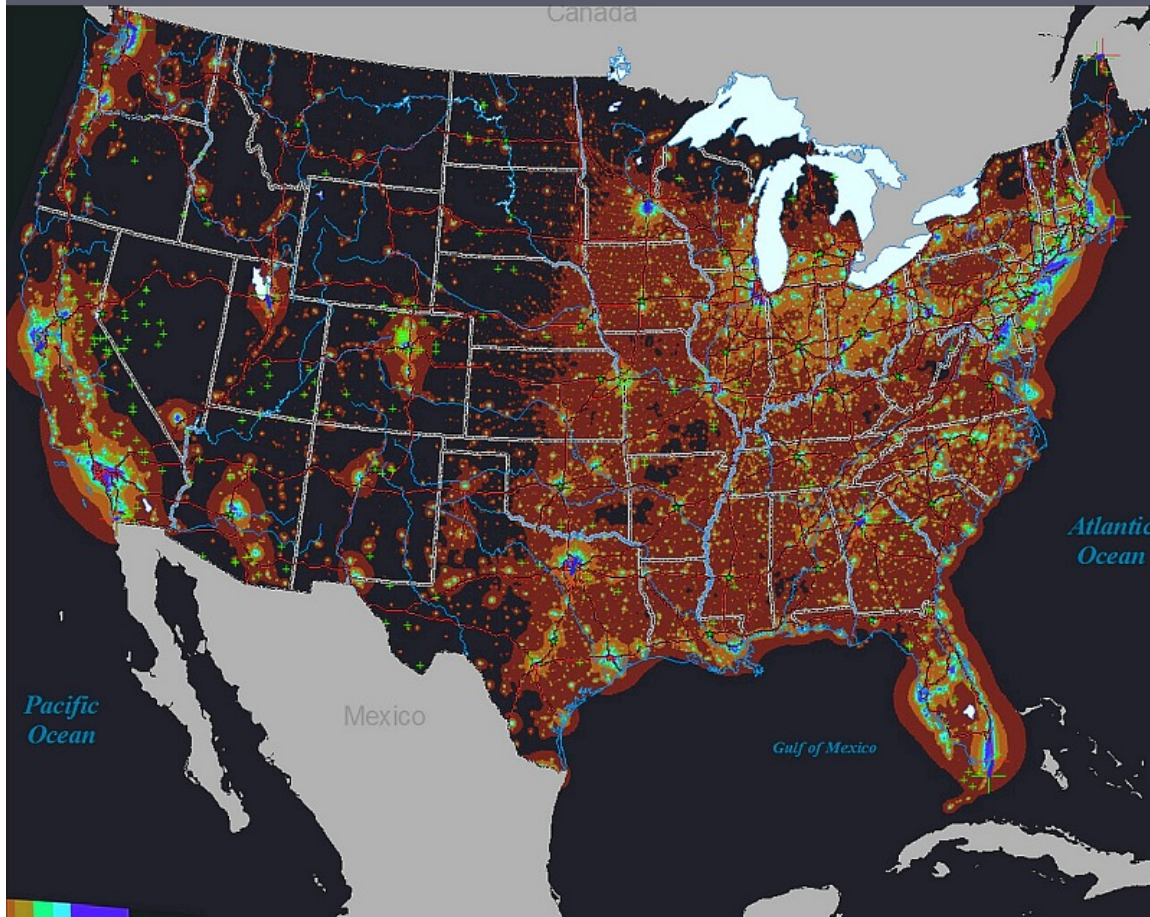 Canada
Atlantic
Ocean
Pacific
Ocean
Mexico
Gulf of Mexico